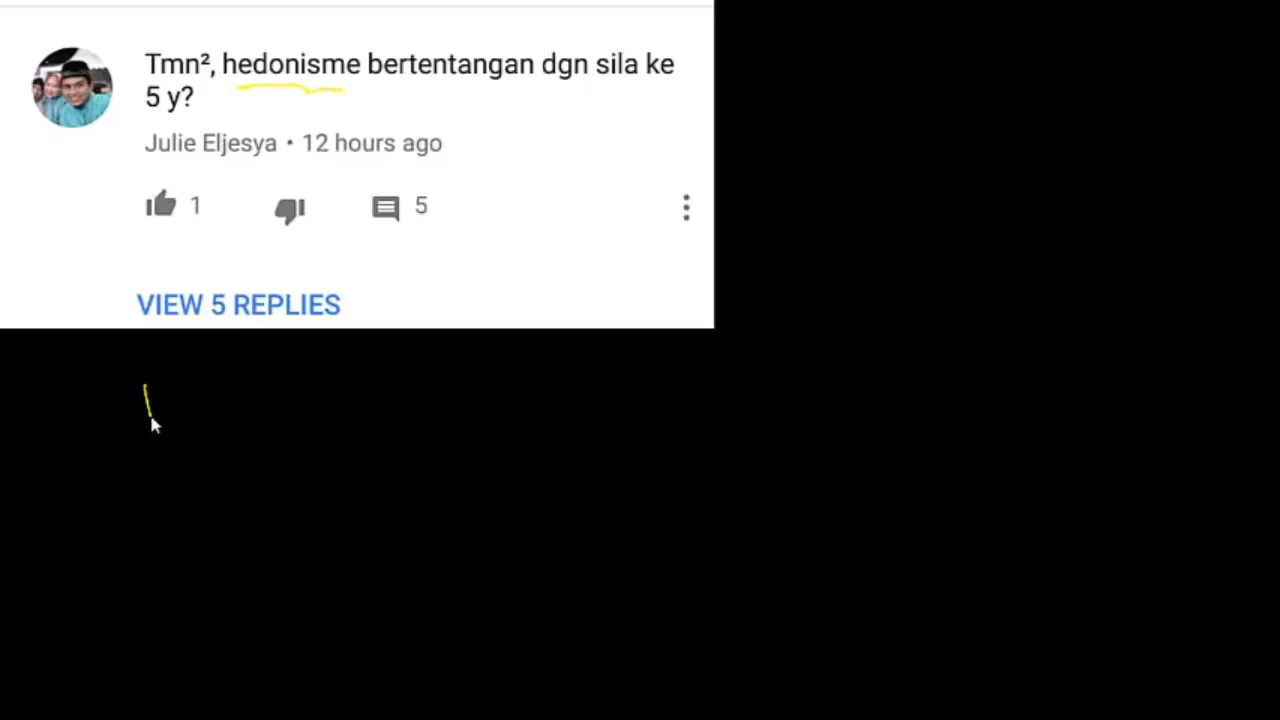 Tmn², hedonisme bertentangan dgn sila ke
5 y?
Julie Eljesya • 12 hours ago
1 5
VIEW 5 REPLIES